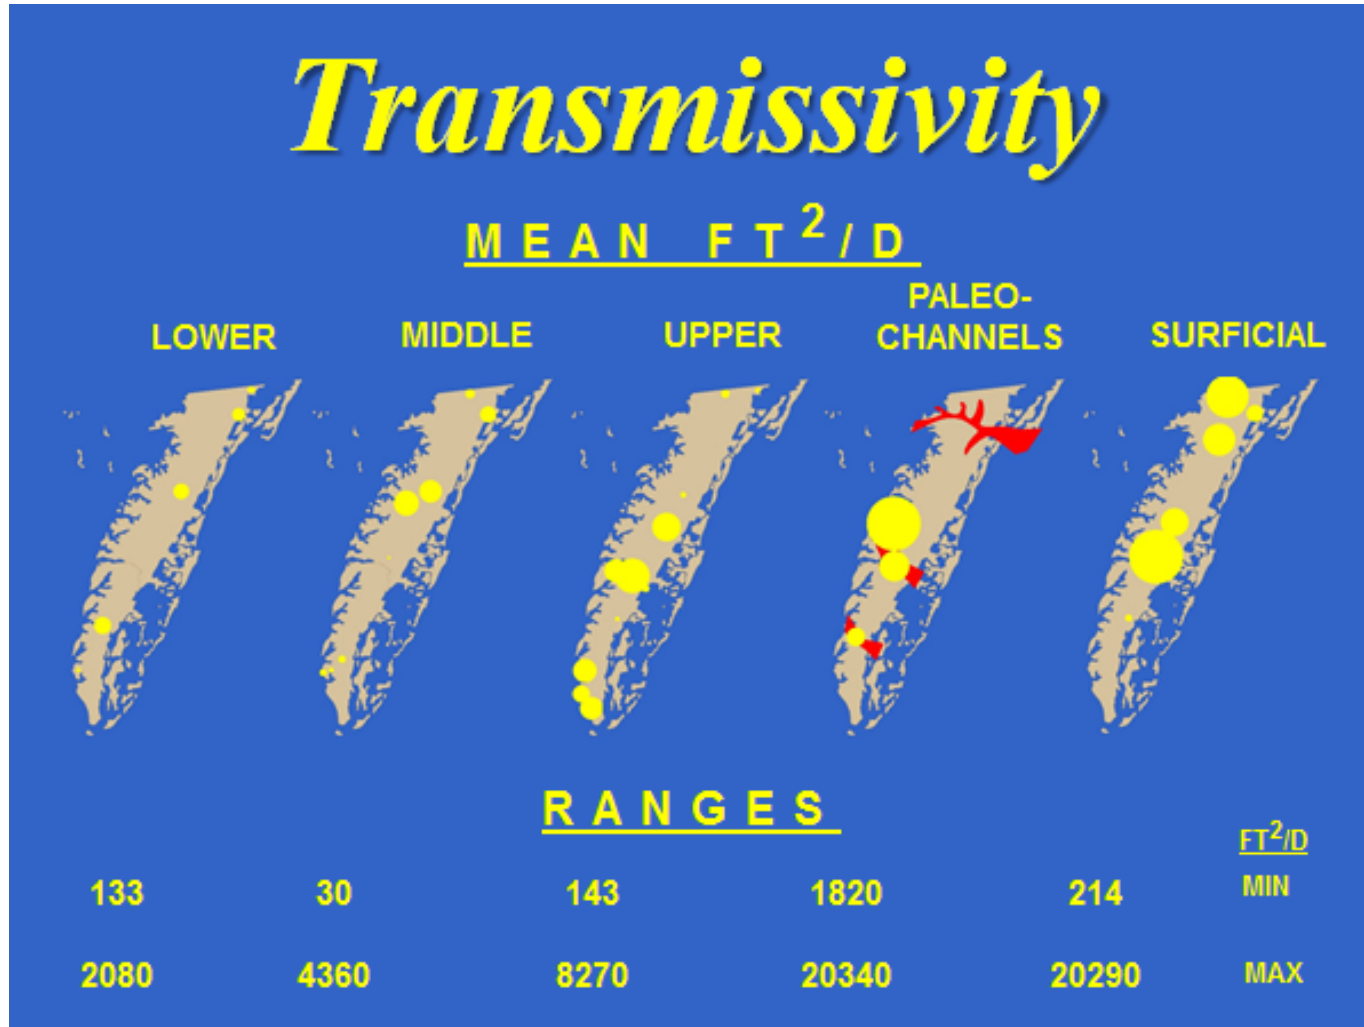 Transmissivity
MEAN FT²/D
LOWER MIDDLE UPPER PALEO-CHANNELS SURFICIAL
RANGES
FT²/D
133 30 143 1820 214 MIN
2080 4360 8270 20340 20290 MAX